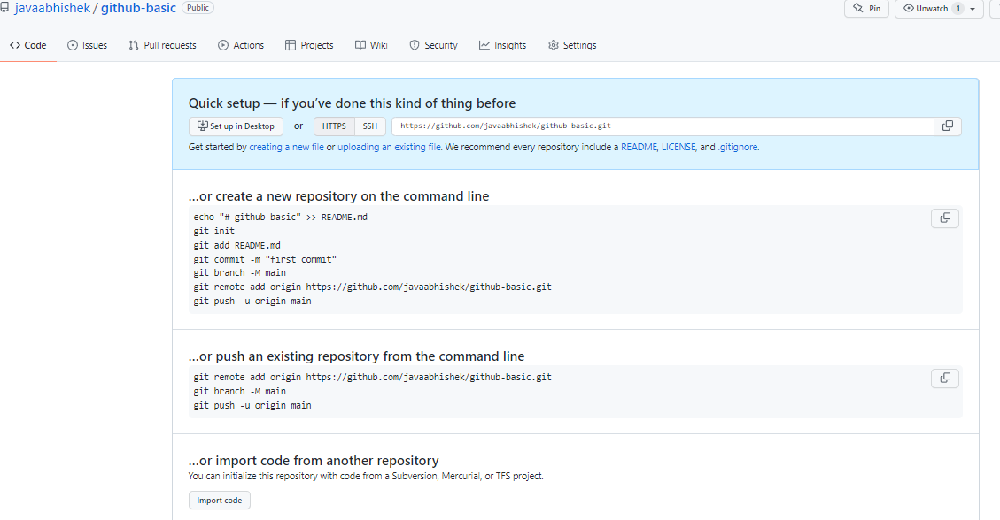 javaabhishek / github-basic Public
Pin Unwatch 1
Code Issues Pull requests Actions Projects Wiki Security Insights Settings
Quick setup — if you’ve done this kind of thing before
Set up in Desktop or HTTPS SSH https://github.com/javaabhishek/github-basic.git
Get started by creating a new file or uploading an existing file. We recommend every repository include a README, LICENSE, and .gitignore.
…or create a new repository on the command line
echo "# github-basic" >> README.md
git init
git add README.md
git commit -m "first commit"
git branch -M main
git remote add origin https://github.com/javaabhishek/github-basic.git
git push -u origin main
…or push an existing repository from the command line
git remote add origin https://github.com/javaabhishek/github-basic.git
git branch -M main
git push -u origin main
…or import code from another repository
You can initialize this repository with code from a Subversion, Mercurial, or TFS project.
Import code